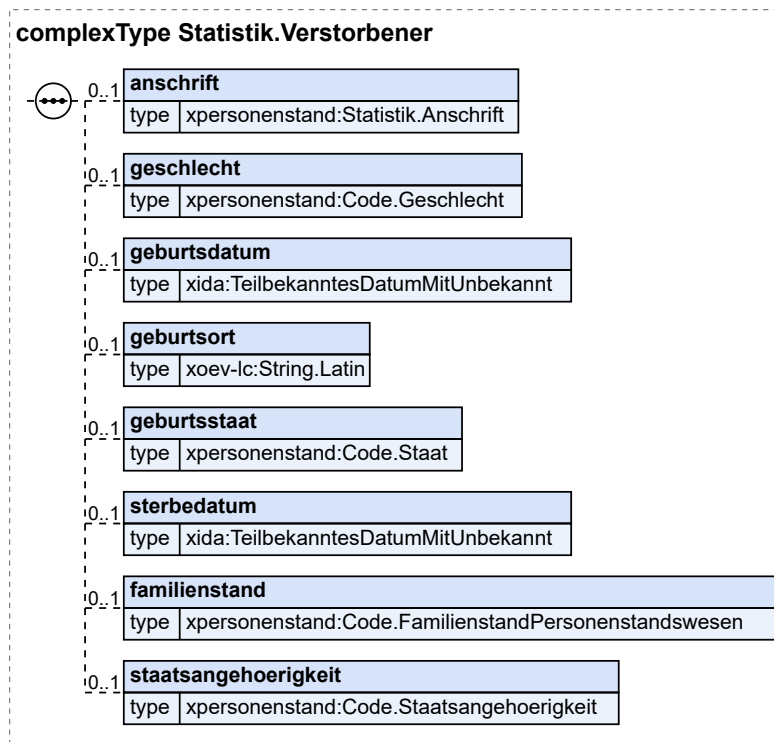 complexType Statistik.Verstorbener
0..1 anschrift
type xpersonenstand:Statistik.Anschrift
0..1 geschlecht
type xpersonenstand:Code.Geschlecht
0..1 geburtsdatum
type xida:TeilbekanntesDatumMitUnbekannt
0..1 geburtsort
type xoev-lc:String.Latin
0..1 geburtsstaat
type xpersonenstand:Code.Staat
0..1 sterbedatum
type xida:TeilbekanntesDatumMitUnbekannt
0..1 familienstand
type xpersonenstand:Code.FamilienstandPersonenstandswesen
0..1 staatsangehoerigkeit
type xpersonenstand:Code.Staatsangehoerigkeit